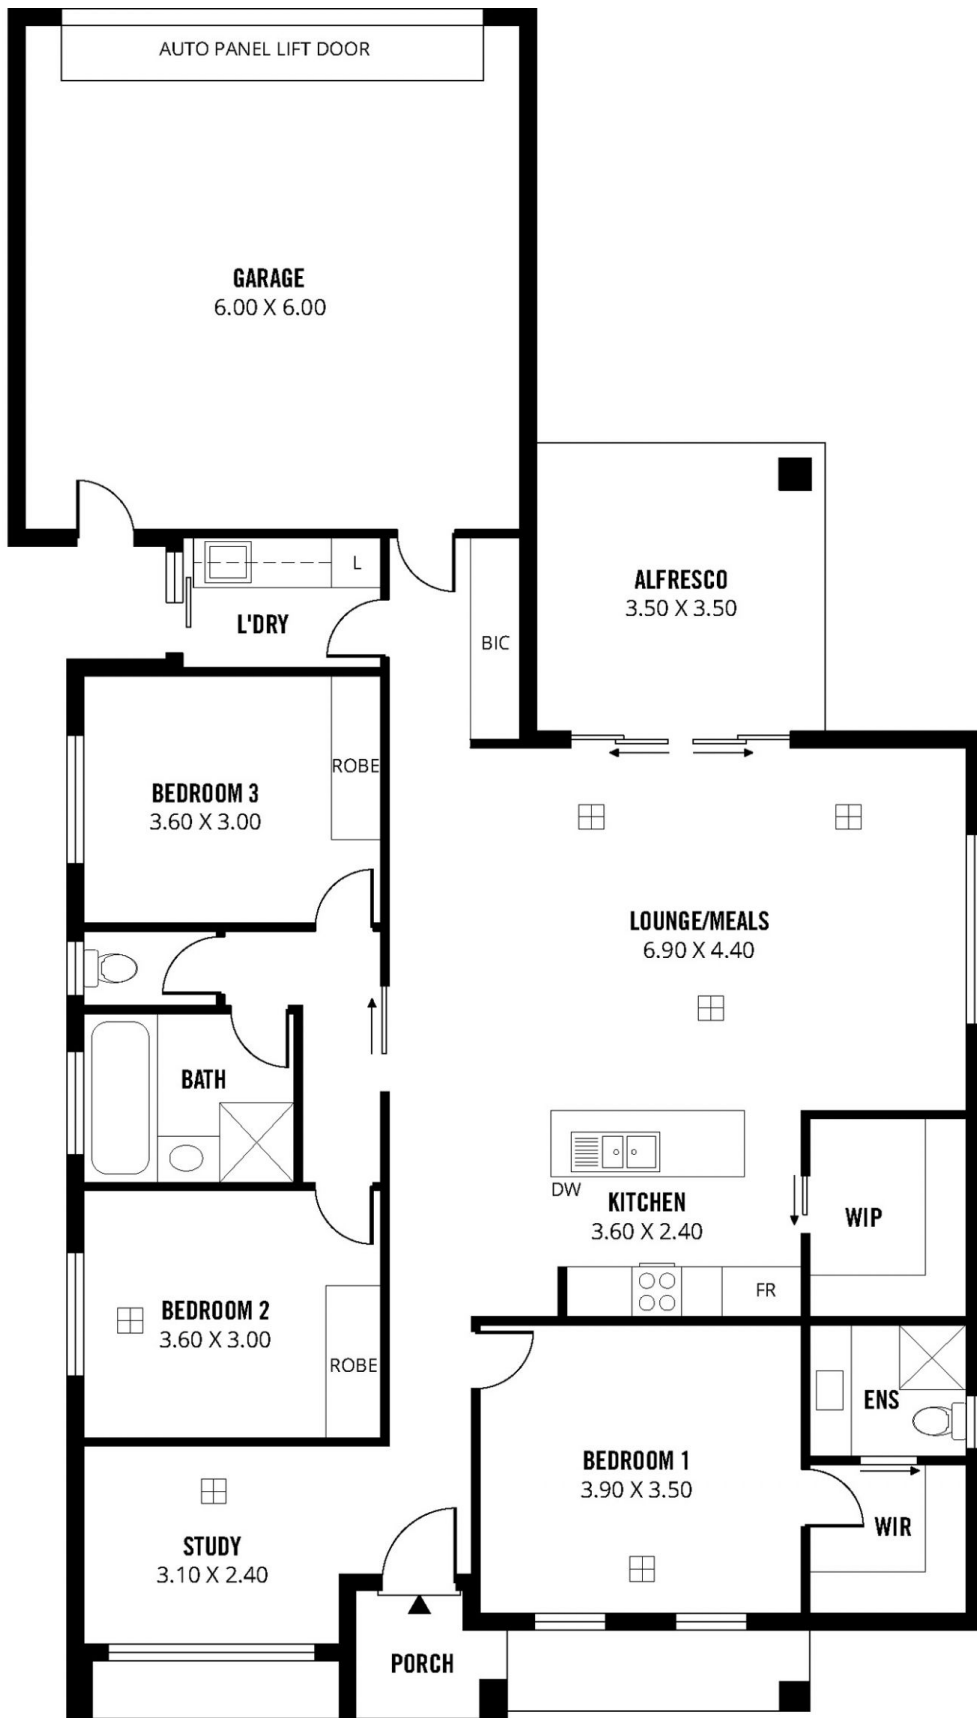 AUTO PANEL LIFT DOOR
GARAGE
6.00 X 6.00
L
L'DRY
BIC
ALFRESCO
3.50 X 3.50
ROBE
BEDROOM 3
3.60 X 3.00
LOUNGE/MEALS
6.90 X 4.40
BATH
DW
KITCHEN
3.60 X 2.40
WIP
FR
BEDROOM 2
3.60 X 3.00
ROBE
ENS
BEDROOM 1
3.90 X 3.50
WIR
STUDY
3.10 X 2.40
PORCH